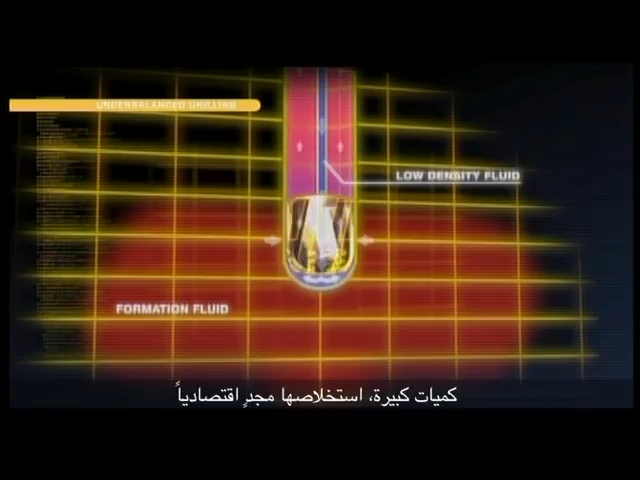 UNDERBALANCED DRILLING
LOW DENSITY FLUID
FORMATION FLUID
كميات كبيرة، استخلاصها مجدٍ اقتصادياً